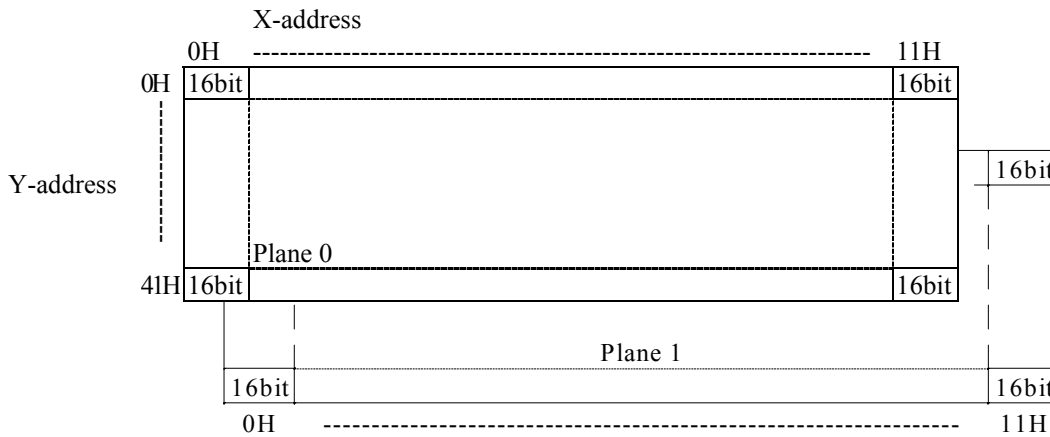 X-address
0H 11H
0H 16bit 16bit
Y-address 16bit
Plane 0
41H 16bit 16bit
Plane 1
16bit 16bit
0H 11H